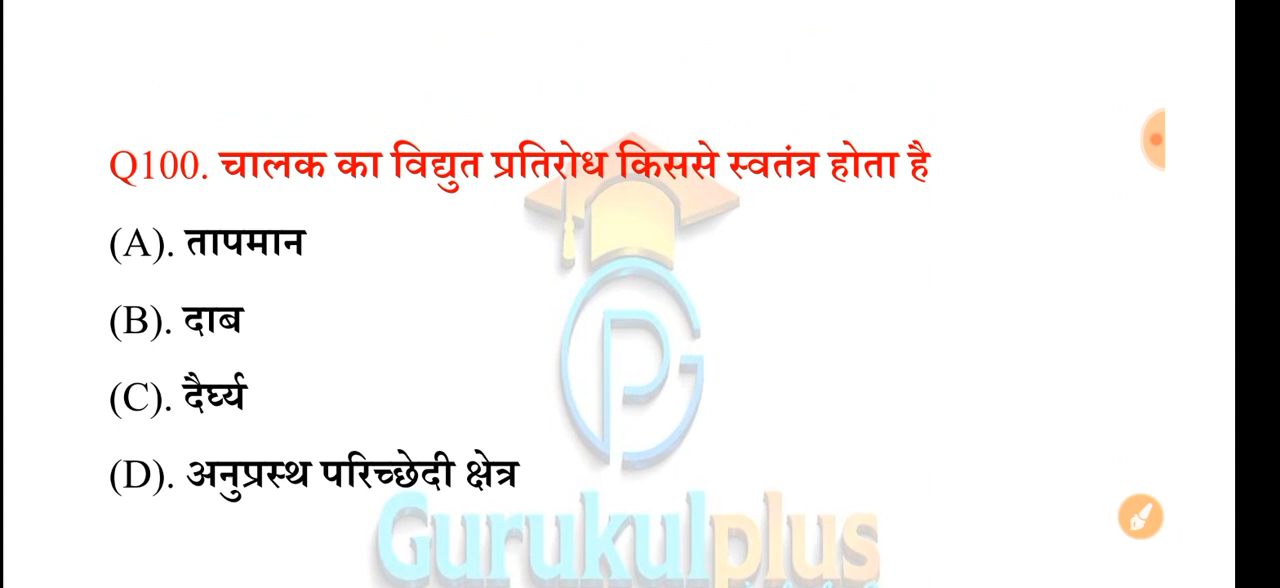 Q100. चालक का विद्युत प्रतिरोध किससे स्वतंत्र होता है
(A). तापमान
(B). दाब
(C). दैर्घ्य
(D). अनुप्रस्थ परिच्छेदी क्षेत्र
Gurukulplus